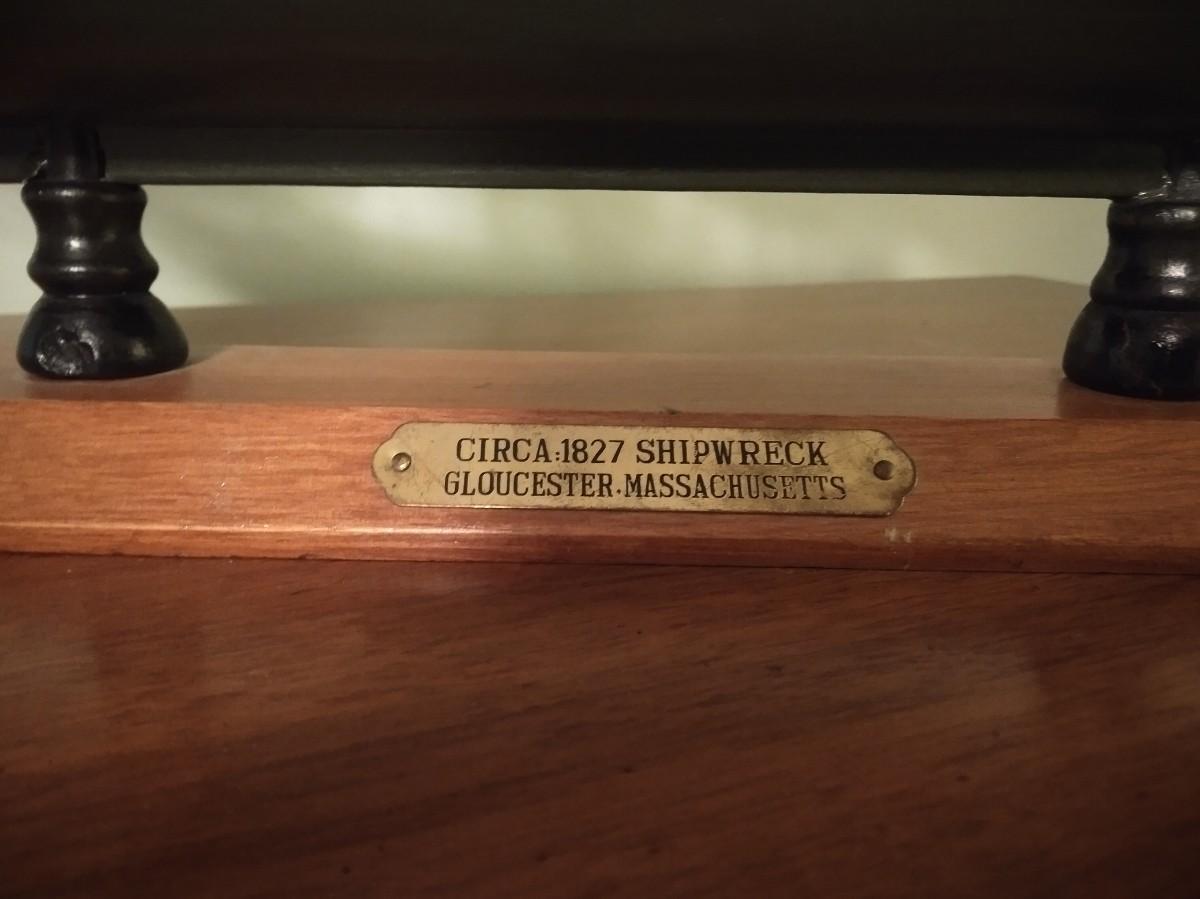 CIRCA:1827 SHIPWRECK
GLOUCESTER·MASSACHUSETTS